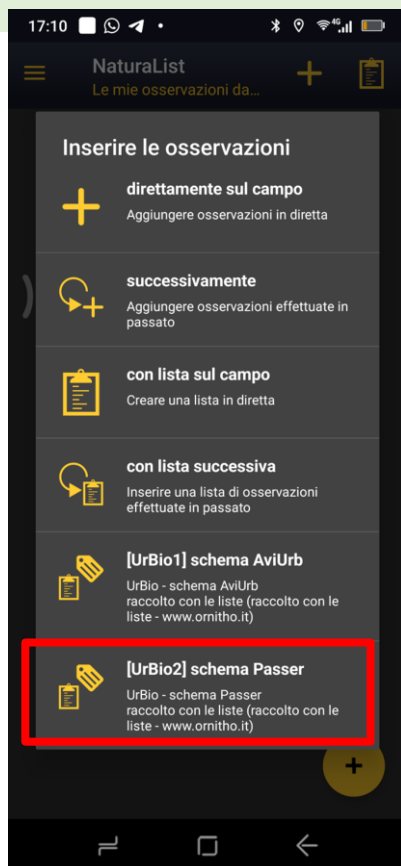 17:10
4G
NaturaList
Le mie osservazioni da...
Inserire le osservazioni
direttamente sul campo
Aggiungere osservazioni in diretta
successivamente
Aggiungere osservazioni effettuate in
passato
con lista sul campo
Creare una lista in diretta
con lista successiva
Inserire una lista di osservazioni
effettuate in passato
[UrBio1] schema AviUrb
UrBio - schema AviUrb
raccolto con le liste (raccolto con le
liste - www.ornitho.it)
[UrBio2] schema Passer
UrBio - schema Passer
raccolto con le liste (raccolto con le
liste - www.ornitho.it)